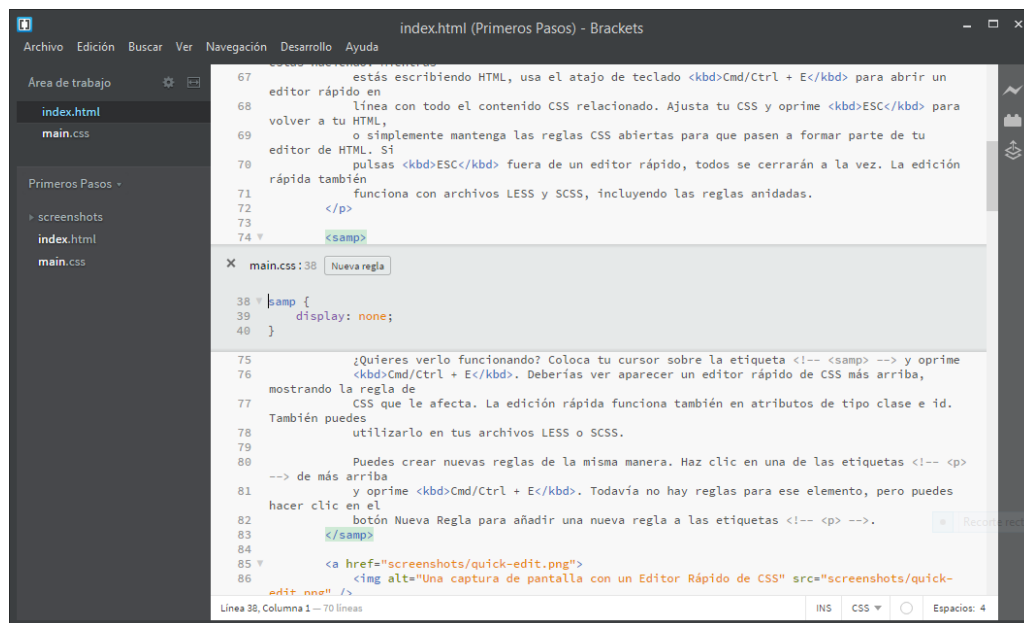 index.html (Primeros Pasos) - Brackets
Archivo Edición Buscar Ver Navegación Desarrollo Ayuda
Área de trabajo
index.html
main.css
Primeros Pasos
screenshots
index.html
main.css
estás haciendo. Mientras
67 estás escribiendo HTML, usa el atajo de teclado <kbd>Cmd/Ctrl + E</kbd> para abrir un
editor rápido en
68 línea con todo el contenido CSS relacionado. Ajusta tu CSS y oprime <kbd>ESC</kbd> para
volver a tu HTML,
69 o simplemente mantenga las reglas CSS abiertas para que pasen a formar parte de tu
editor de HTML. Si
70 pulsas <kbd>ESC</kbd> fuera de un editor rápido, todos se cerrarán a la vez. La edición
rápida también
71 funciona con archivos LESS y SCSS, incluyendo las reglas anidadas.
72 </p>
73
74 <samp>
× main.css : 38 Nueva regla
38 samp {
39 display: none;
40 }
75 ¿Quieres verlo funcionando? Coloca tu cursor sobre la etiqueta <!-- <samp> --> y oprime
76 <kbd>Cmd/Ctrl + E</kbd>. Deberías ver aparecer un editor rápido de CSS más arriba,
mostrando la regla de
77 CSS que le afecta. La edición rápida funciona también en atributos de tipo clase e id.
También puedes
78 utilizarlo en tus archivos LESS o SCSS.
79
80 Puedes crear nuevas reglas de la misma manera. Haz clic en una de las etiquetas <!-- <p>
--> de más arriba
81 y oprime <kbd>Cmd/Ctrl + E</kbd>. Todavía no hay reglas para ese elemento, pero puedes
hacer clic en el
82 botón Nueva Regla para añadir una nueva regla a las etiquetas <!-- <p> -->.
83 </samp>
84
85 <a href="screenshots/quick-edit.png">
86 <img alt="Una captura de pantalla con un Editor Rápido de CSS" src="screenshots/quick-
edit.png" />
Recorte rect
Línea 38, Columna 1 — 70 líneas
INS CSS Espacios: 4